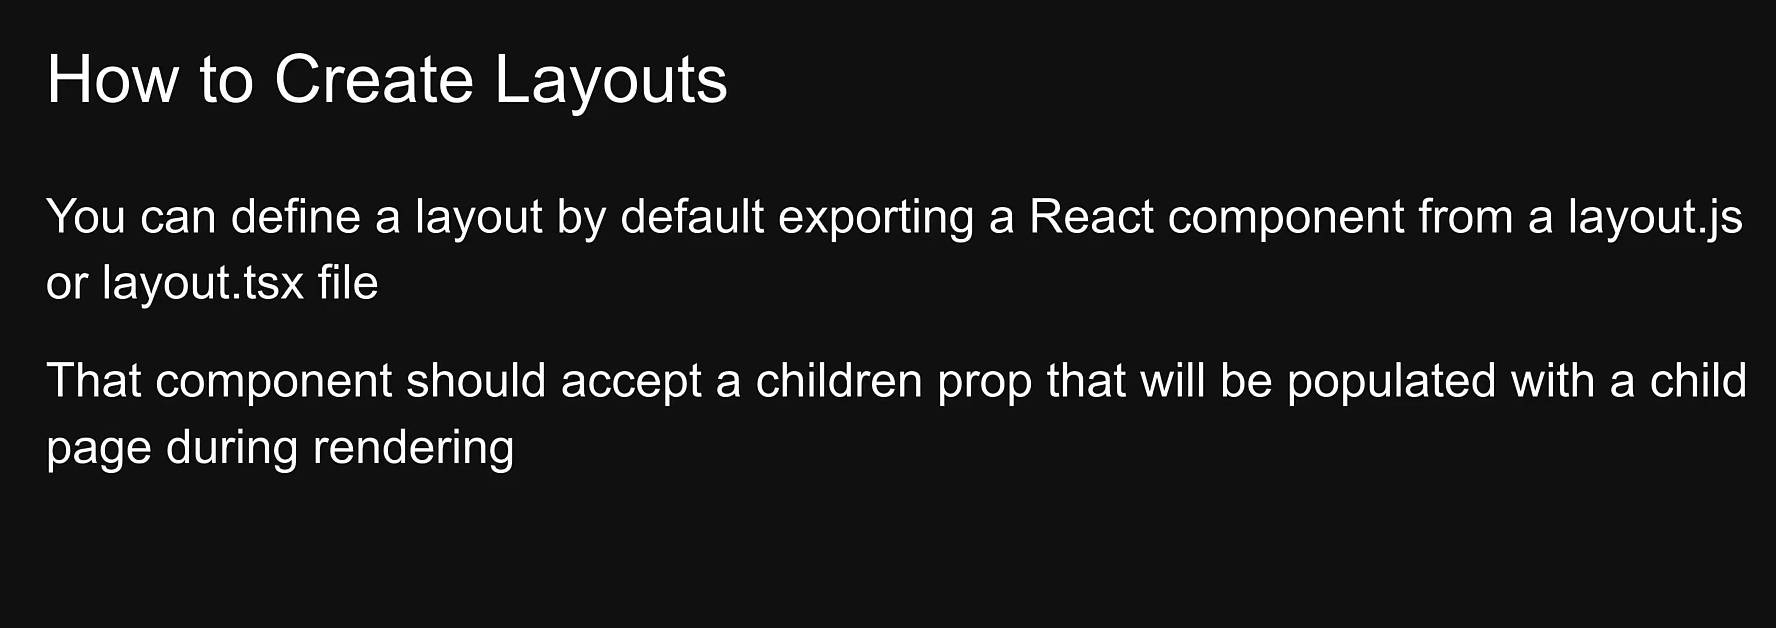 How to Create Layouts
You can define a layout by default exporting a React component from a layout.js
or layout.tsx file
That component should accept a children prop that will be populated with a child
page during rendering